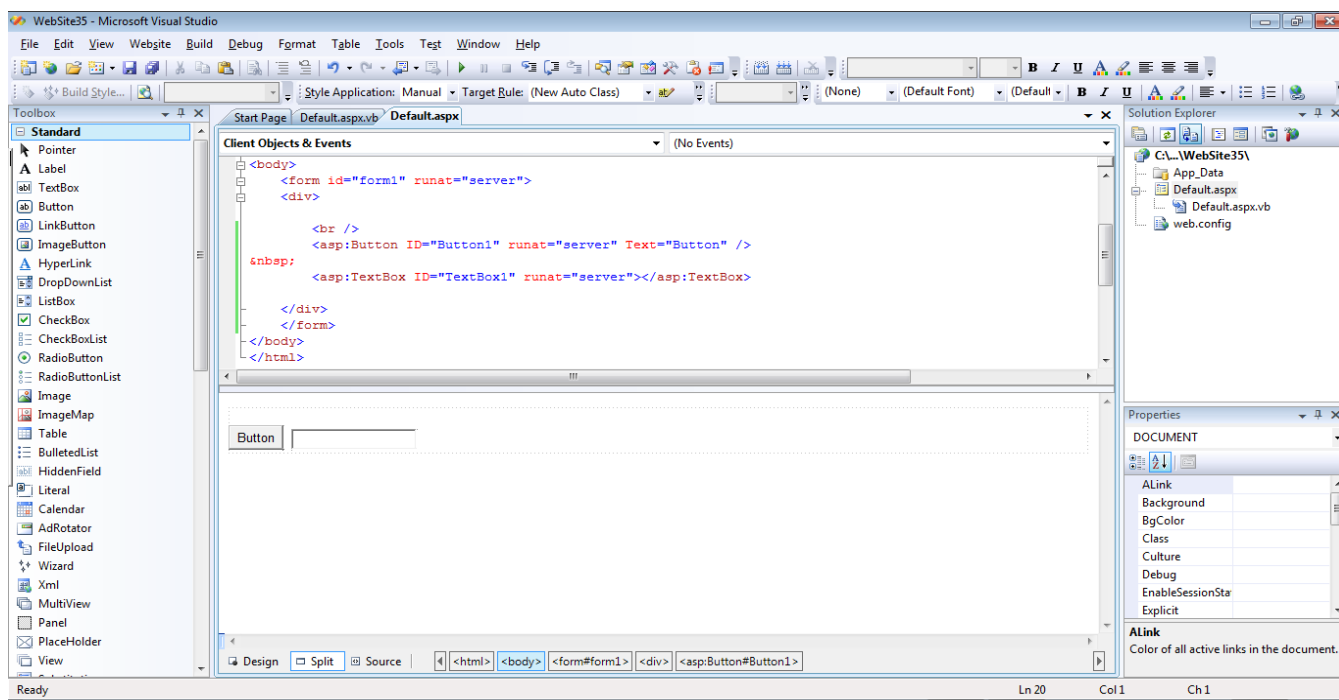 WebSite35 - Microsoft Visual Studio
File Edit View Website Build Debug Format Table Tools Test Window Help
B I U A
Build Style... Style Application: Manual Target Rule: (New Auto Class) (None) (Default Font) (Default B I U A
Toolbox
Standard
Pointer
A Label
abl TextBox
ab Button
ab LinkButton
ImageButton
A HyperLink
DropDownList
ListBox
CheckBox
CheckBoxList
RadioButton
RadioButtonList
Image
ImageMap
Table
BulletedList
abl HiddenField
Literal
Calendar
AdRotator
FileUpload
Wizard
Xml
MultiView
Panel
PlaceHolder
View
Start Page Default.aspx.vb Default.aspx
Client Objects & Events (No Events)
<body>
<form id="form1" runat="server">
<div>
<br />
<asp:Button ID="Button1" runat="server" Text="Button" />
&nbsp;
<asp:TextBox ID="TextBox1" runat="server"></asp:TextBox>
</div>
</form>
</body>
</html>
Button
Design Split Source <html> <body> <form#form1> <div> <asp:Button#Button1>
Solution Explorer
C:\...\WebSite35\
App_Data
Default.aspx
Default.aspx.vb
web.config
Properties
DOCUMENT
ALink
Background
BgColor
Class
Culture
Debug
EnableSessionSta
Explicit
ALink
Color of all active links in the document.
Ready Ln 20 Col 1 Ch 1